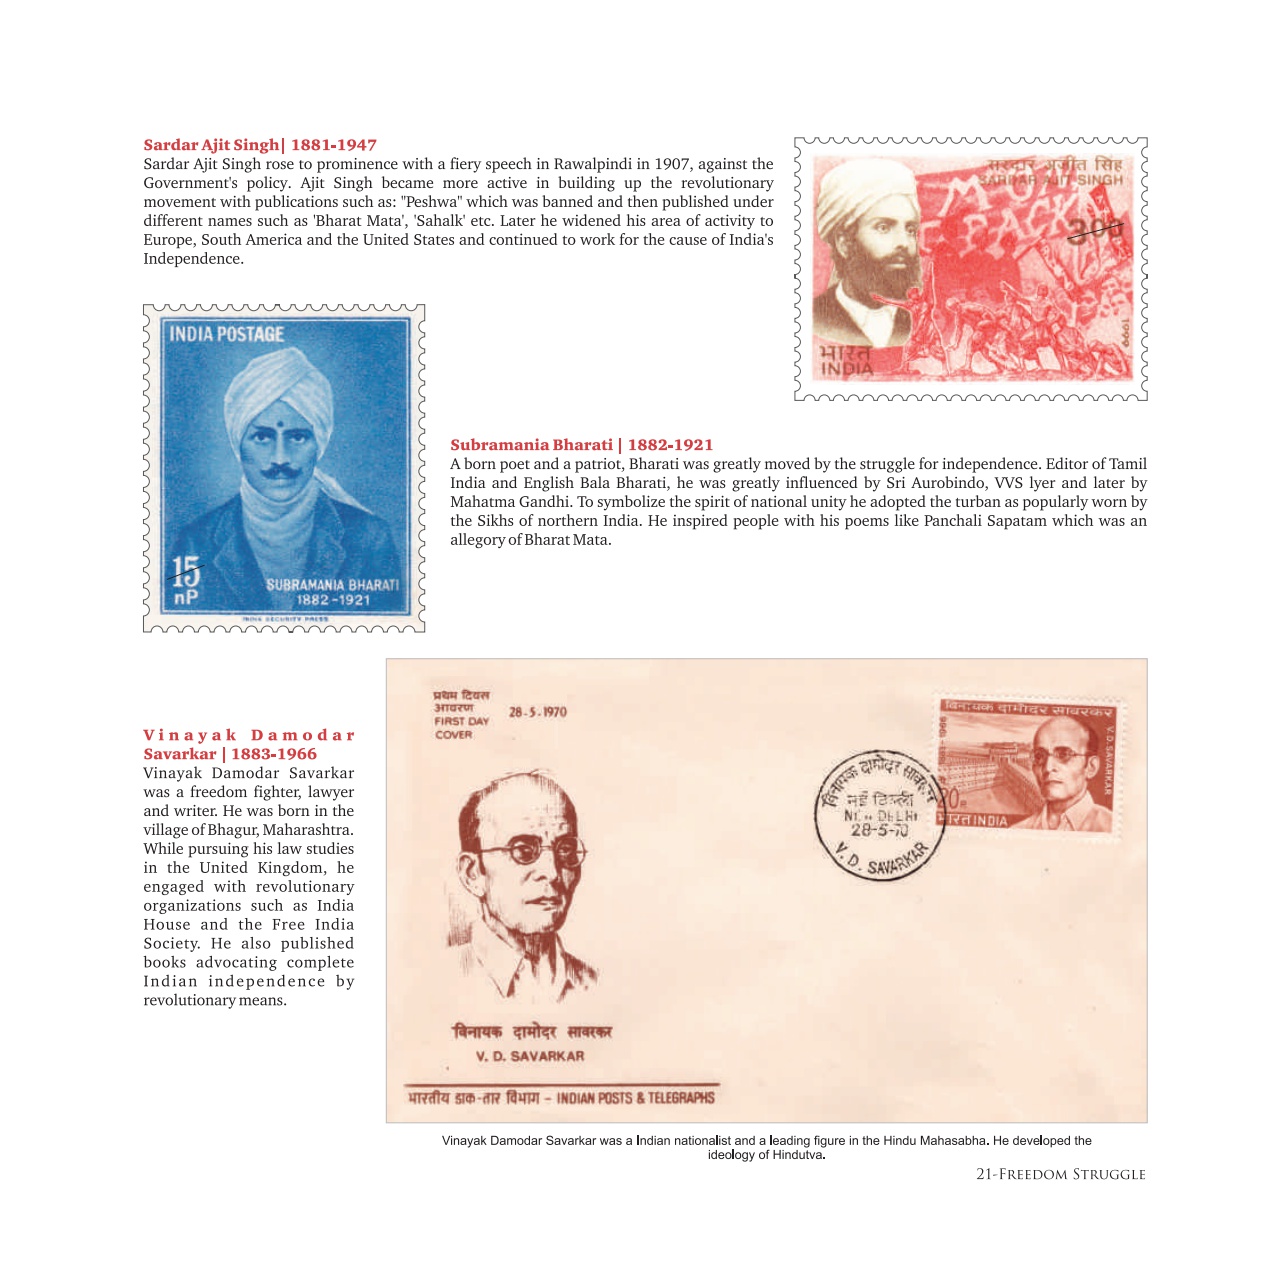 Sardar Ajit Singh| 1881-1947
Sardar Ajit Singh rose to prominence with a fiery speech in Rawalpindi in 1907, against the
Government's policy. Ajit Singh became more active in building up the revolutionary
movement with publications such as: "Peshwa" which was banned and then published under
different names such as 'Bharat Mata', 'Sahalk' etc. Later he widened his area of activity to
Europe, South America and the United States and continued to work for the cause of India's
Independence.
सरदार अजीत सिंह
SARDAR AJIT SINGH
300
1999
भारत
INDIA
INDIA POSTAGE
15
nP
SUBRAMANIA BHARATI
1882-1921
INDIA SECURITY PRESS
Subramania Bharati | 1882-1921
A born poet and a patriot, Bharati was greatly moved by the struggle for independence. Editor of Tamil
India and English Bala Bharati, he was greatly influenced by Sri Aurobindo, VVS lyer and later by
Mahatma Gandhi. To symbolize the spirit of national unity he adopted the turban as popularly worn by
the Sikhs of northern India. He inspired people with his poems like Panchali Sapatam which was an
allegory of Bharat Mata.
Vinayak Damodar
Savarkar | 1883-1966
Vinayak Damodar Savarkar
was a freedom fighter, lawyer
and writer. He was born in the
village of Bhagur, Maharashtra.
While pursuing his law studies
in the United Kingdom, he
engaged with revolutionary
organizations such as India
House and the Free India
Society. He also published
books advocating complete
Indian independence by
revolutionary means.
प्रथम दिवस
आवरण
FIRST DAY
COVER
28-5-1970
विनायक दामोदर सावरकर
नई दिल्ली
NEW DELHI
28-5-70
V. D. SAVARKAR
विनायक दामोदर सावरकर
1883-1966
V. D. SAVARKAR
20
भारत INDIA
विनायक दामोदर सावरकर
V. D. SAVARKAR
भारतीय डाक-तार विभाग – INDIAN POSTS & TELEGRAPHS
Vinayak Damodar Savarkar was a Indian nationalist and a leading figure in the Hindu Mahasabha. He developed the
ideology of Hindutva.
21-Freedom Struggle